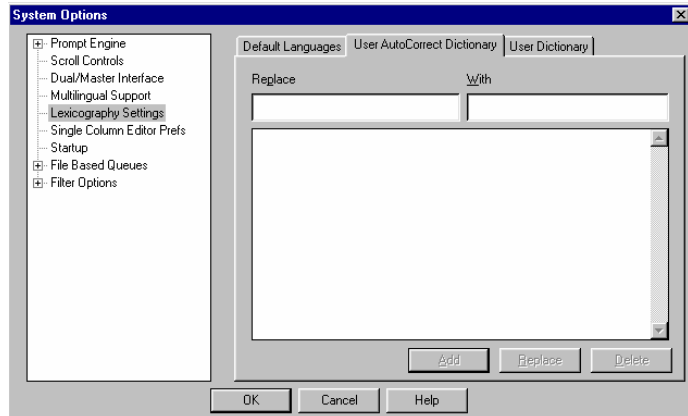 System Options
Prompt Engine
Scroll Controls
Dual/Master Interface
Multilingual Support
Lexicography Settings
Single Column Editor Prefs
Startup
File Based Queues
Filter Options
Default Languages User AutoCorrect Dictionary User Dictionary
Replace With
Add Replace Delete
OK Cancel Help